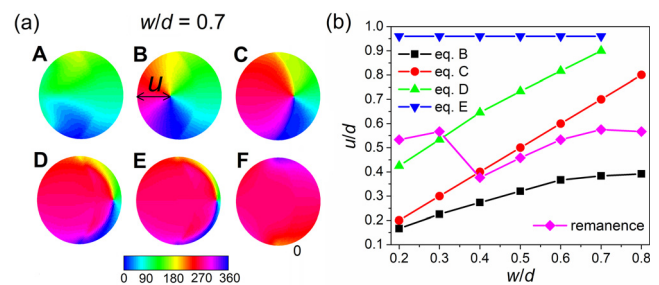 (a)
w/d = 0.7
A B C
u
D E F
0
0 90 180 270 360
(b)
1.0
0.9
0.8
0.7
0.6
0.5
0.4
0.3
0.2
0.1
u/d
eq. B
eq. C
eq. D
eq. E
remanence
0.2 0.3 0.4 0.5 0.6 0.7 0.8
w/d